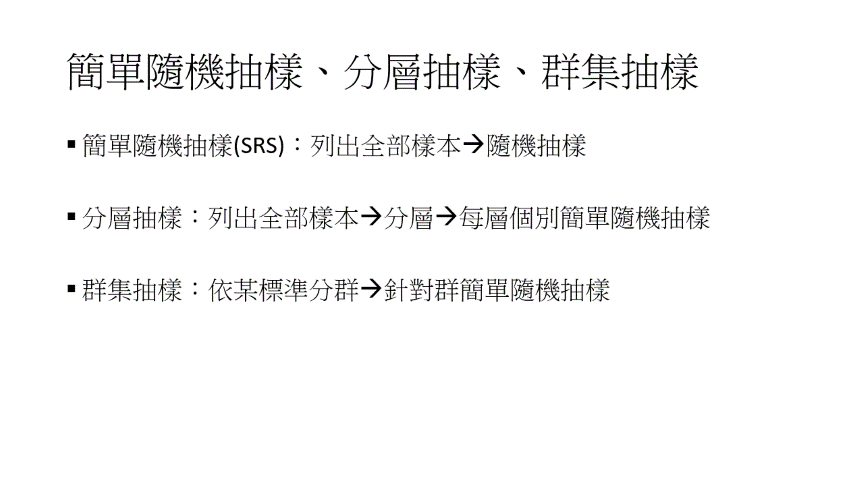 簡單隨機抽樣、分層抽樣、群集抽樣
▪ 簡單隨機抽樣(SRS)：列出全部樣本→隨機抽樣
▪ 分層抽樣：列出全部樣本→分層→每層個別簡單隨機抽樣
▪ 群集抽樣：依某標準分群→針對群簡單隨機抽樣